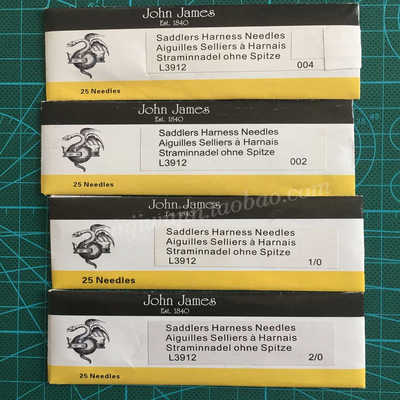 John James
Est. 1840
Saddlers Harness Needles
Aiguilles Selliers à Harnais
Straminnadel ohne Spitze
L3912 004
25 Needles
John James
Est. 1840
Saddlers Harness Needles
Aiguilles Selliers à Harnais
Straminnadel ohne Spitze
L3912 002
25 Needles
John James
Est. 1840
Saddlers Harness Needles
Aiguilles Selliers à Harnais
Straminnadel ohne Spitze
L3912 1/0
25 Needles
John James
Est. 1840
Saddlers Harness Needles
Aiguilles Selliers à Harnais
Straminnadel ohne Spitze
L3912 2/0
25 Needles